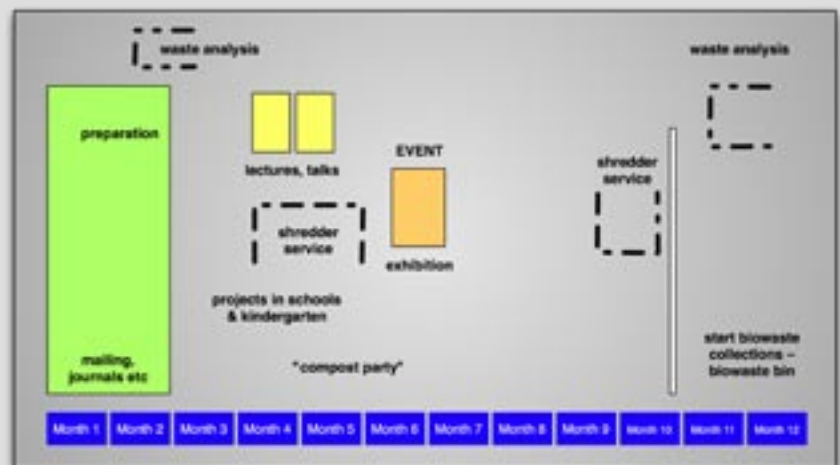 waste analysis
waste analysis
preparation
lectures, talks
EVENT
shredder
service
shredder
service
exhibition
projects in schools
& kindergarten
start biowaste
collections –
biowaste bin
mailing,
journals etc
"compost party"
Month 1
Month 2
Month 3
Month 4
Month 5
Month 6
Month 7
Month 8
Month 9
Month 10
Month 11
Month 12